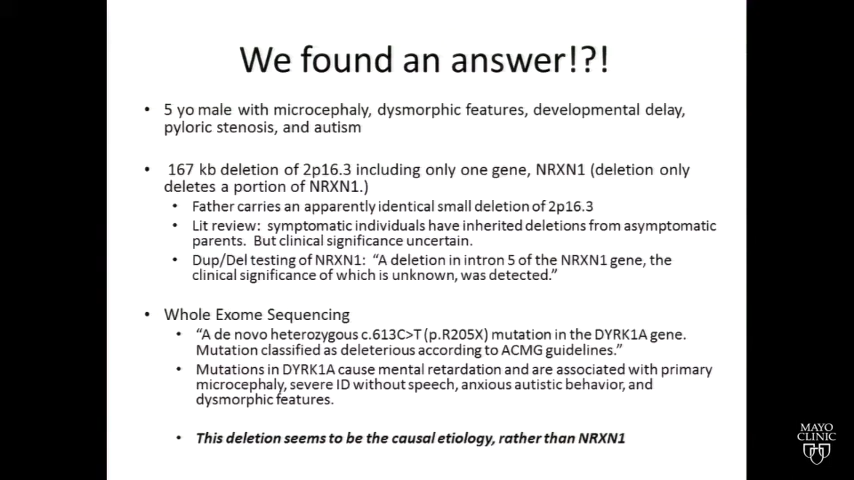 We found an answer!?!
• 5 yo male with microcephaly, dysmorphic features, developmental delay,
pyloric stenosis, and autism
• 167 kb deletion of 2p16.3 including only one gene, NRXN1 (deletion only
deletes a portion of NRXN1.)
• Father carries an apparently identical small deletion of 2p16.3
• Lit review: symptomatic individuals have inherited deletions from asymptomatic
parents. But clinical significance uncertain.
• Dup/Del testing of NRXN1: “A deletion in intron 5 of the NRXN1 gene, the
clinical significance of which is unknown, was detected.”
• Whole Exome Sequencing
• “A de novo heterozygous c.613C>T (p.R205X) mutation in the DYRK1A gene.
Mutation classified as deleterious according to ACMG guidelines.”
• Mutations in DYRK1A cause mental retardation and are associated with primary
microcephaly, severe ID without speech, anxious autistic behavior, and
dysmorphic features.
• This deletion seems to be the causal etiology, rather than NRXN1
MAYO
CLINIC